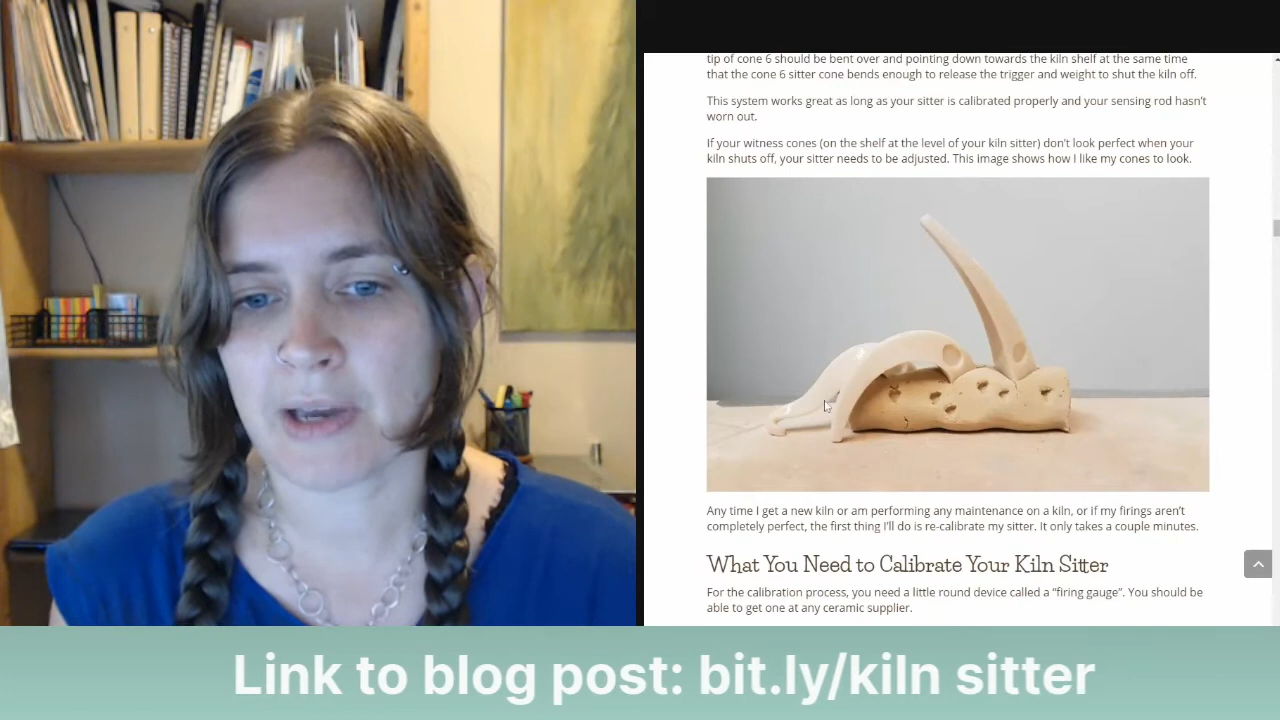 tip of cone 6 should be bent over and pointing down towards the kiln shelf at the same time
that the cone 6 sitter cone bends enough to release the trigger and weight to shut the kiln off.
This system works great as long as your sitter is calibrated properly and your sensing rod hasn't
worn out.
If your witness cones (on the shelf at the level of your kiln sitter) don't look perfect when your
kiln shuts off, your sitter needs to be adjusted. This image shows how I like my cones to look.
Any time I get a new kiln or am performing any maintenance on a kiln, or if my firings aren't
completely perfect, the first thing I'll do is re-calibrate my sitter. It only takes a couple minutes.
What You Need to Calibrate Your Kiln Sitter
For the calibration process, you need a little round device called a "firing gauge". You should be
able to get one at any ceramic supplier.
Link to blog post: bit.ly/kiln sitter